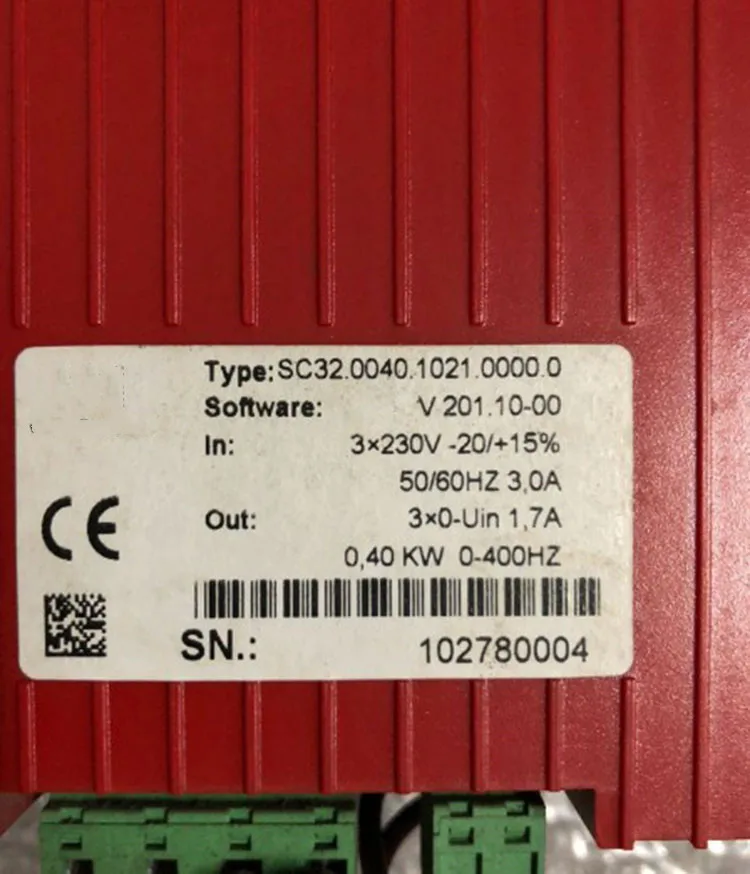 Type: SC32.0040.1021.0000.0
Software: V 201.10-00
In: 3×230V -20/+15%
50/60HZ 3,0A
Out: 3×0-Uin 1,7A
0,40 KW 0-400HZ
CE
SN.: 102780004